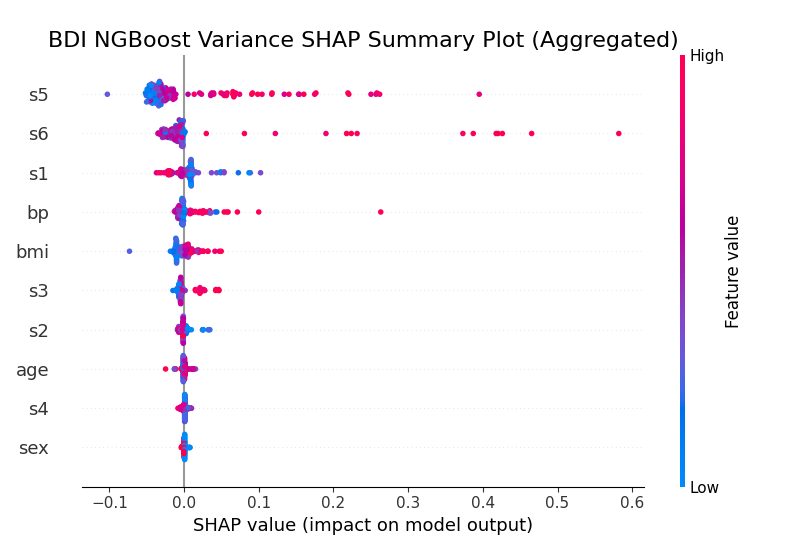 BDI NGBoost Variance SHAP Summary Plot (Aggregated)
High
s5
s6
s1
bp
bmi
s3
s2
age
s4
sex
Feature value
Low
−0.1 0.0 0.1 0.2 0.3 0.4 0.5 0.6
SHAP value (impact on model output)